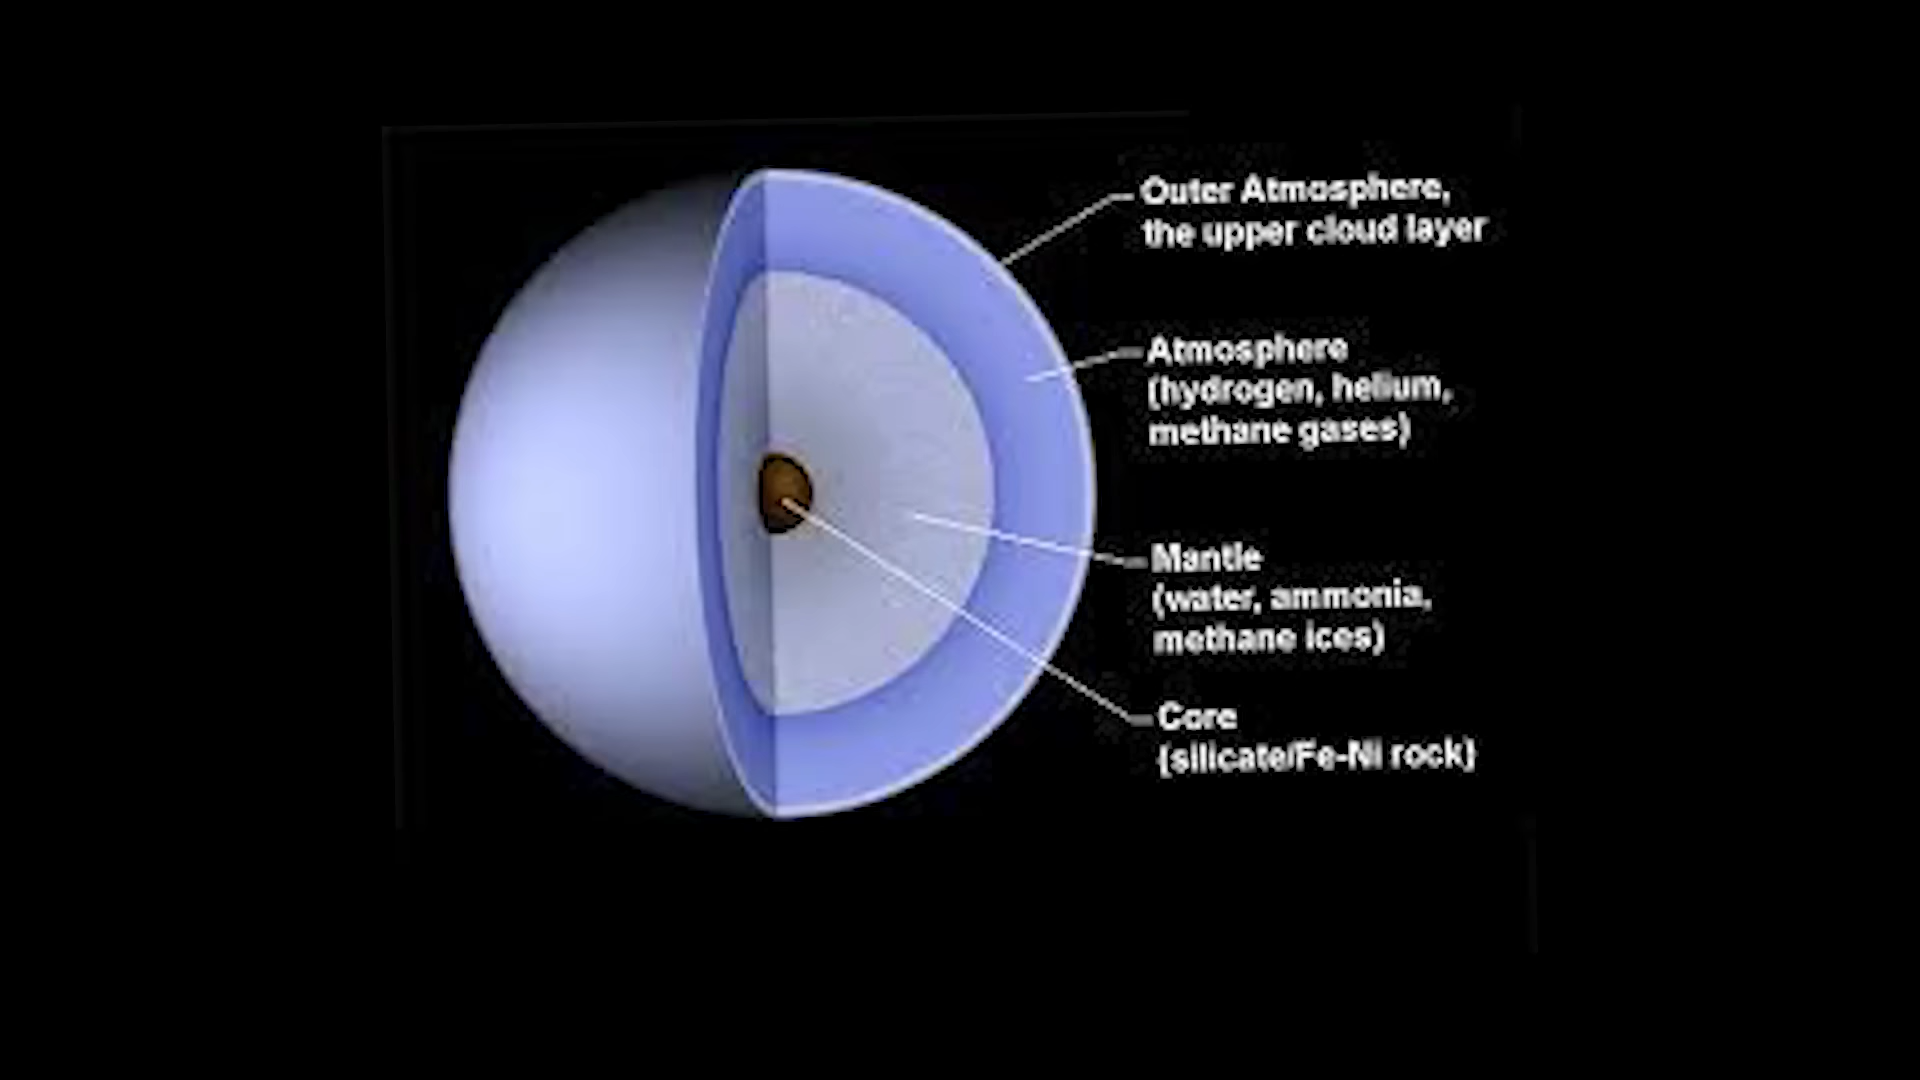 Outer Atmosphere,
the upper cloud layer
Atmosphere
(hydrogen, helium,
methane gases)
Mantle
(water, ammonia,
methane ices)
Core
(silicate/Fe-Ni rock)